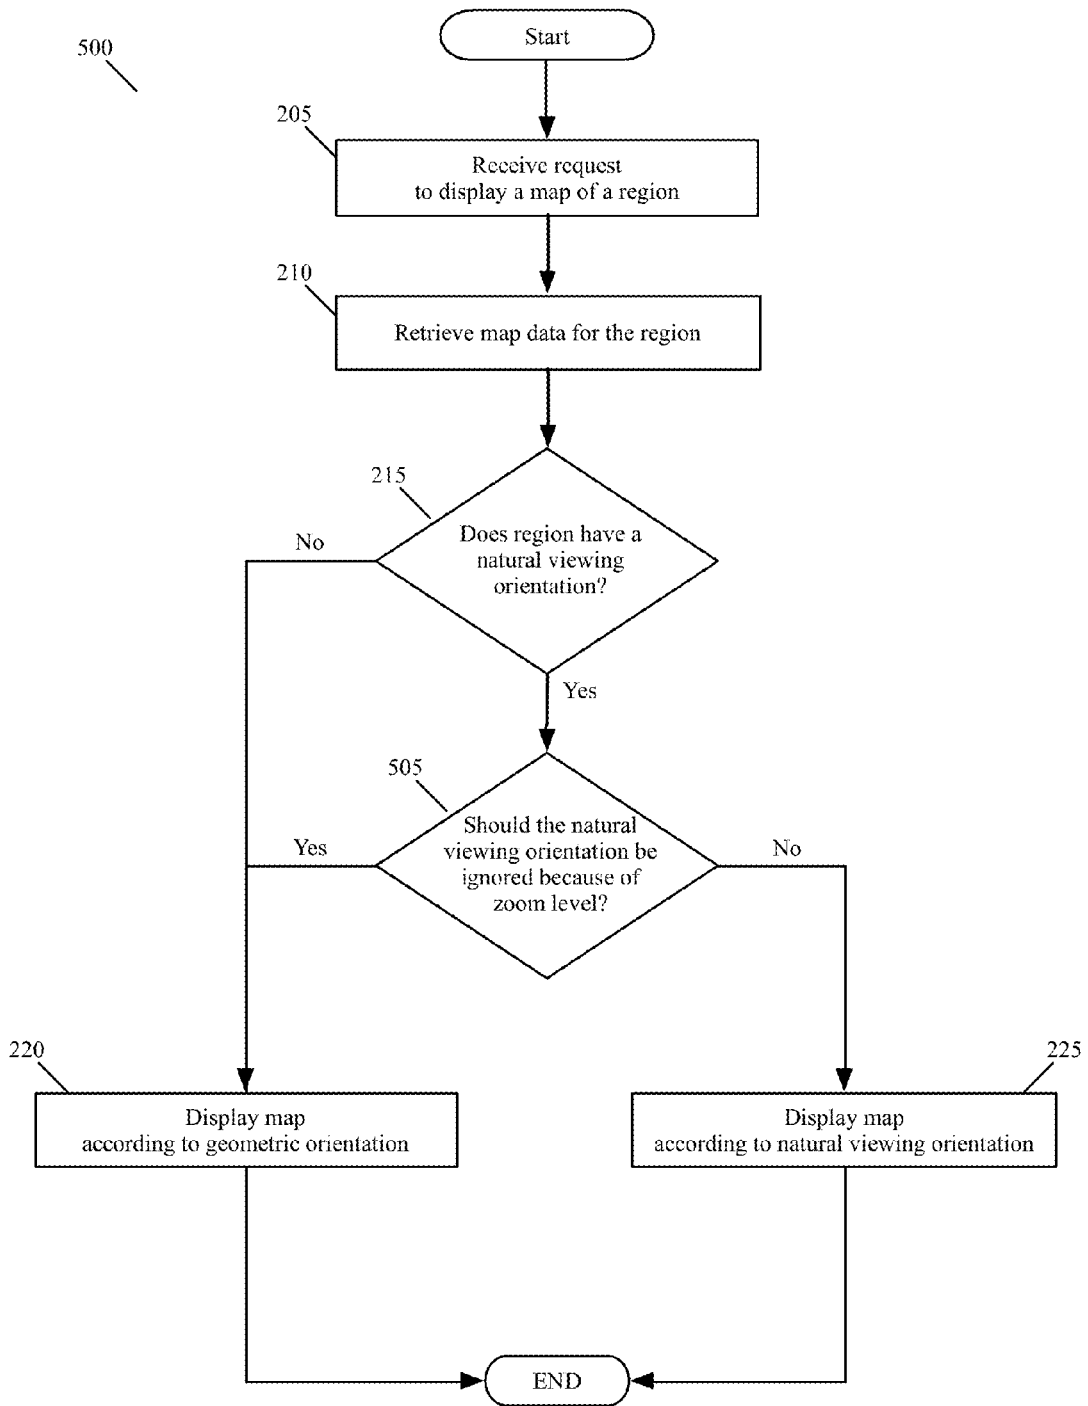 500
Start
205
Receive request
to display a map of a region
210
Retrieve map data for the region
215
Does region have a
natural viewing
orientation?
No
Yes
505
Should the natural
viewing orientation be
ignored because of
zoom level?
Yes
No
220
Display map
according to geometric orientation
225
Display map
according to natural viewing orientation
END